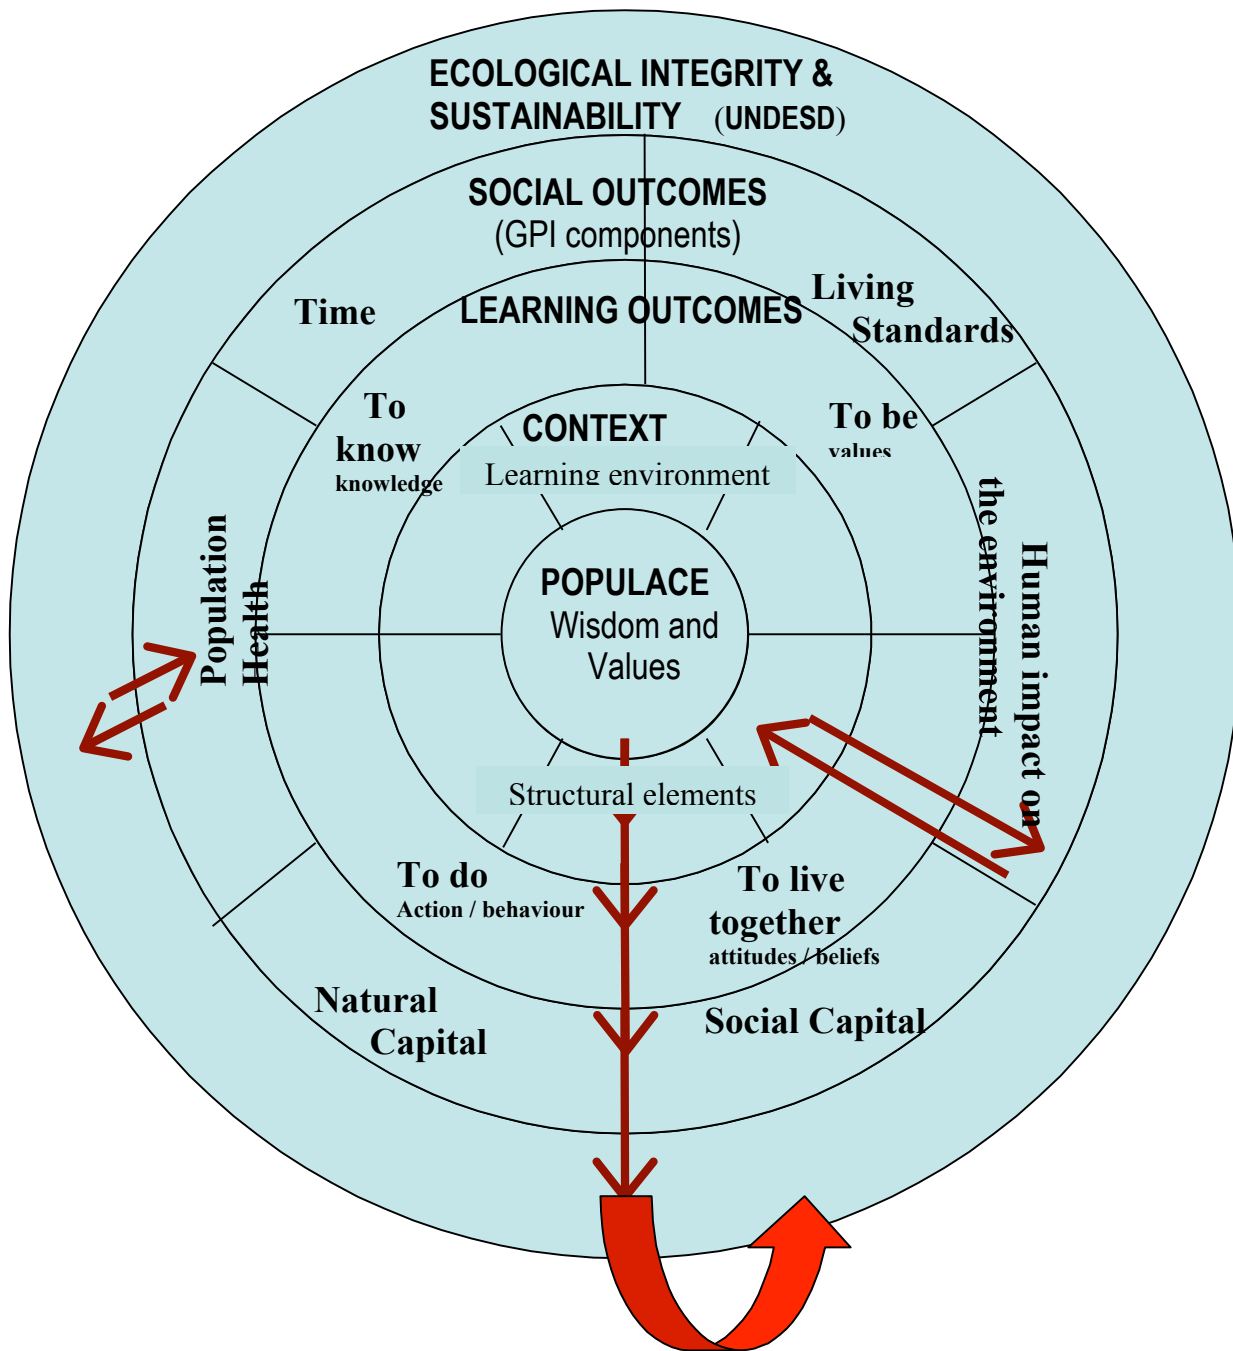 ECOLOGICAL INTEGRITY &
SUSTAINABILITY (UNDESD)
SOCIAL OUTCOMES
(GPI components)
Time
LEARNING OUTCOMES
Living
Standards
To
know
knowledge
CONTEXT
Learning environment
To be
values
Population
Health
POPULACE
Wisdom and
Values
Human impact on
the environment
Structural elements
To do
Action / behaviour
To live
together
attitudes / beliefs
Natural
Capital
Social Capital